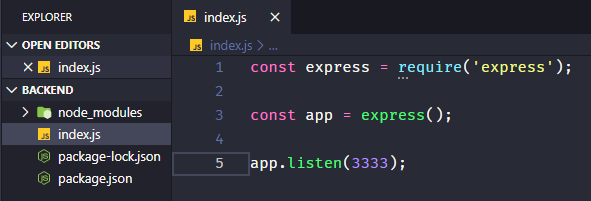 EXPLORER
OPEN EDITORS
× JS index.js
BACKEND
node_modules
JS index.js
package-lock.json
package.json
JS index.js ×
JS index.js > ...
1 const express = require('express');
2
3 const app = express();
4
5 app.listen(3333);